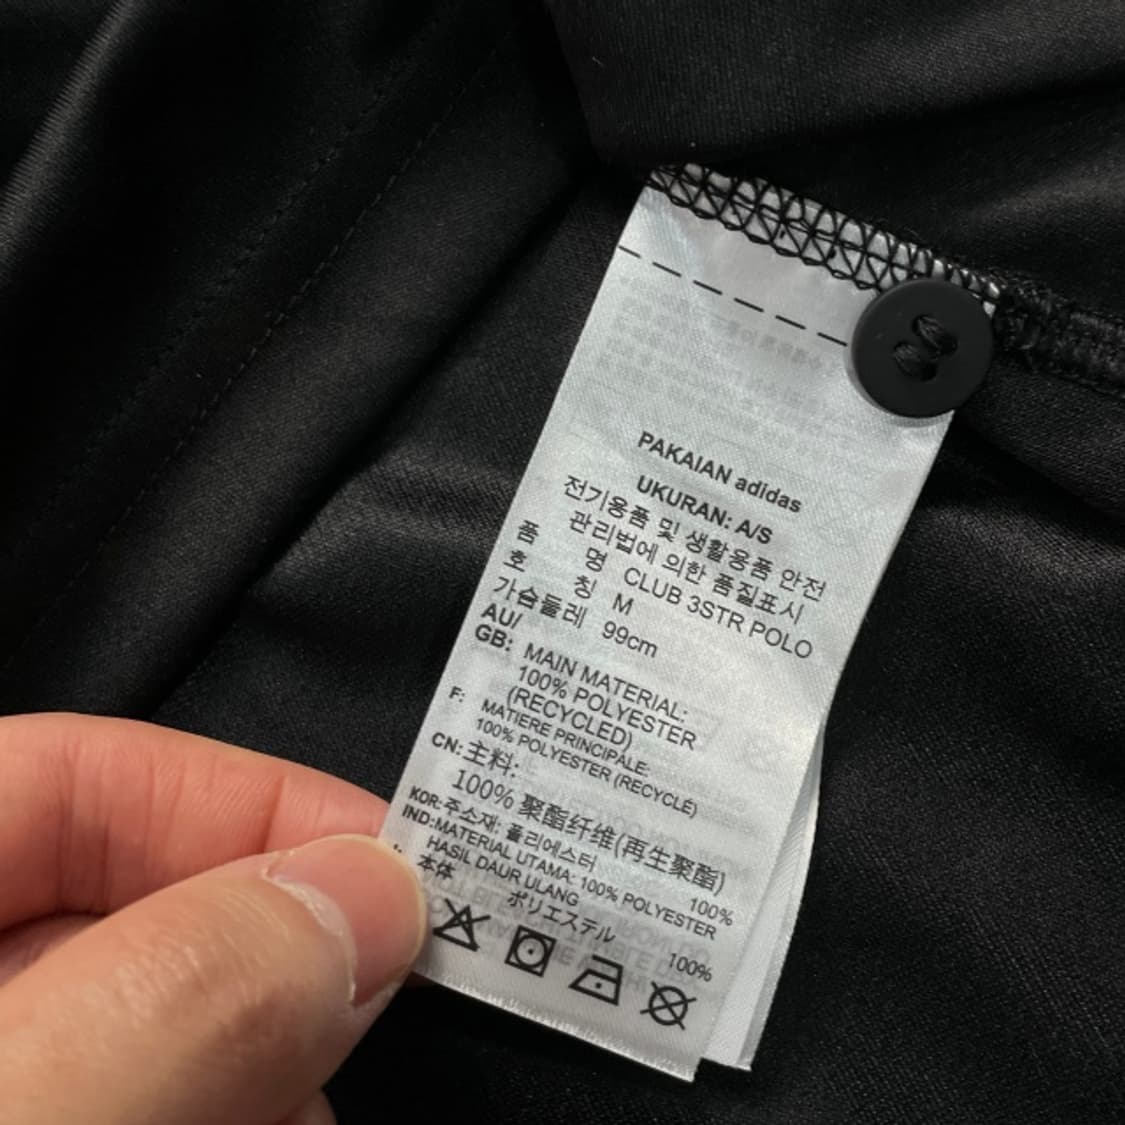 PAKAIAN adidas
UKURAN: A/S
전기용품 및 생활용품 안전
관리법에 의한 품질표시
품 명 CLUB 3STR POLO
호 칭 M
가슴둘레 99cm
AU/
GB: MAIN MATERIAL:
100% POLYESTER
(RECYCLED)
F: MATIERE PRINCIPALE:
100% POLYESTER (RECYCLE)
CN: 主料:
100% 聚酯纤维(再生聚酯)
KOR: 주소재: 폴리에스터 100%
IND: MATERIAL UTAMA: 100% POLYESTER
HASIL DAUR ULANG
本体
ポリエステル 100%